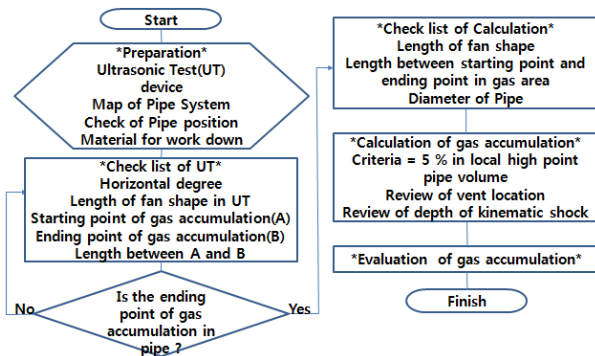 Start
*Preparation*
Ultrasonic Test(UT)
device
Map of Pipe System
Check of Pipe position
Material for work down
*Check list of UT*
Horizontal degree
Length of fan shape in UT
Starting point of gas accumulation(A)
Ending point of gas accumulation(B)
Length between A and B
Is the ending
point of gas
accumulation in
pipe ?
No
Yes
*Check list of Calculation*
Length of fan shape
Length between starting point and
ending point in gas area
Diameter of Pipe
*Calculation of gas accumulation*
Criteria = 5 % in local high point
pipe volume
Review of vent location
Review of depth of kinematic shock
*Evaluation of gas accumulation*
Finish